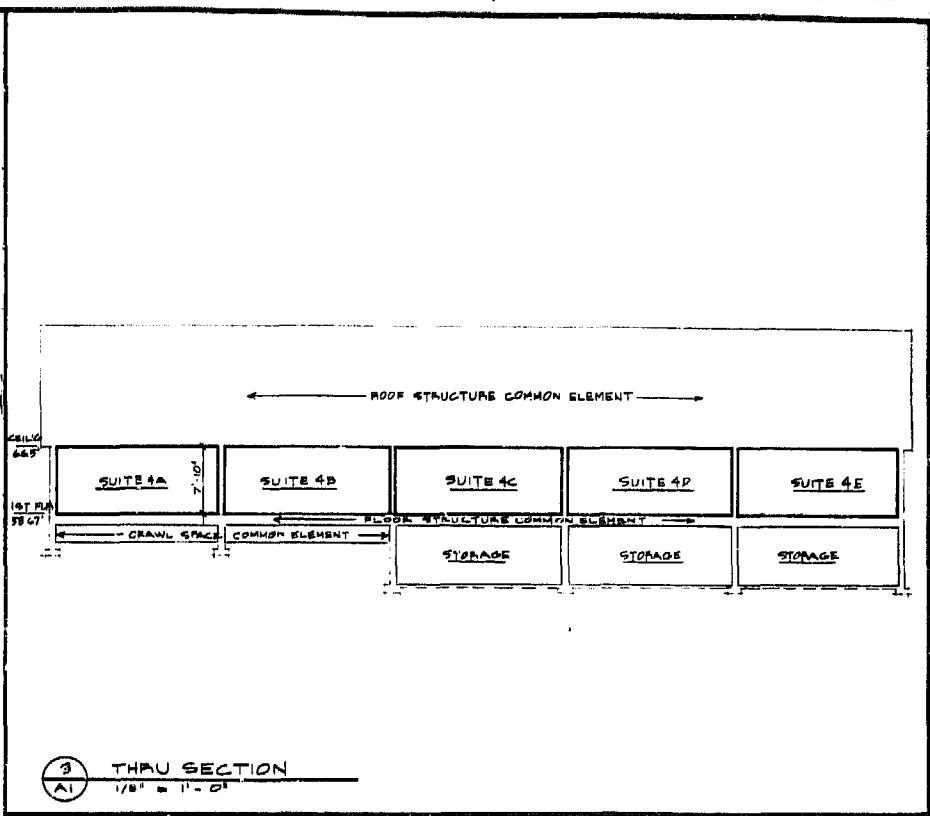 ROOF STRUCTURE COMMON ELEMENT
CEIL'G
66.5'
SUITE 4A
7'-10"
SUITE 4B
SUITE 4C
SUITE 4D
SUITE 4E
1ST FLR
58.67'
FLOOR STRUCTURE COMMON ELEMENT
CRAWL SPACE COMMON ELEMENT
STORAGE
STORAGE
STORAGE
3
A1
THRU SECTION
1/8" = 1'-0"